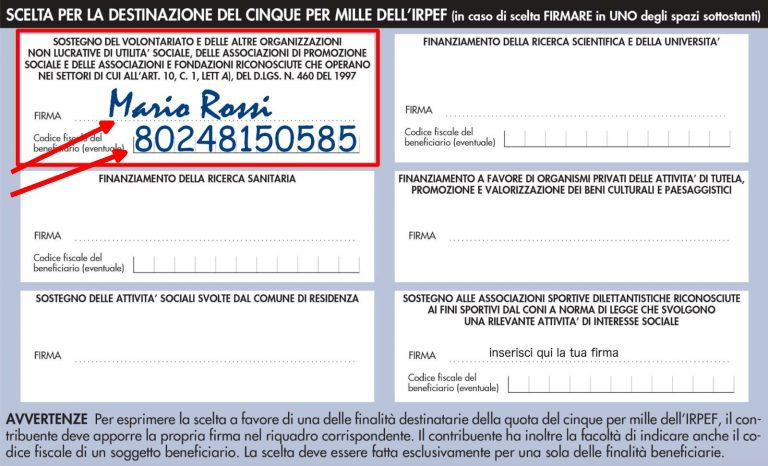 SCELTA PER LA DESTINAZIONE DEL CINQUE PER MILLE DELL'IRPEF (in caso di scelta FIRMARE in UNO degli spazi sottostanti)
SOSTEGNO DEL VOLONTARIATO E DELLE ALTRE ORGANIZZAZIONI
NON LUCRATIVE DI UTILITA' SOCIALE, DELLE ASSOCIAZIONI DI PROMOZIONE
SOCIALE E DELLE ASSOCIAZIONI E FONDAZIONI RICONOSCIUTE CHE OPERANO
NEI SETTORI DI CUI ALL'ART. 10, C. 1, LETT A), DEL D.LGS. N. 460 DEL 1997
FIRMA Mario Rossi
Codice fiscale del
beneficiario (eventuale) 80248150585
FINANZIAMENTO DELLA RICERCA SCIENTIFICA E DELLA UNIVERSITA'
FIRMA
Codice fiscale del
beneficiario (eventuale)
FINANZIAMENTO DELLA RICERCA SANITARIA
FIRMA
Codice fiscale del
beneficiario (eventuale)
FINANZIAMENTO A FAVORE DI ORGANISMI PRIVATI DELLE ATTIVITA' DI TUTELA,
PROMOZIONE E VALORIZZAZIONE DEI BENI CULTURALI E PAESAGGISTICI
FIRMA
SOSTEGNO DELLE ATTIVITA' SOCIALI SVOLTE DAL COMUNE DI RESIDENZA
FIRMA
SOSTEGNO ALLE ASSOCIAZIONI SPORTIVE DILETTANTISTICHE RICONOSCIUTE
AI FINI SPORTIVI DAL CONI A NORMA DI LEGGE CHE SVOLGONO
UNA RILEVANTE ATTIVITA' DI INTERESSE SOCIALE
FIRMA inserisci qui la tua firma
Codice fiscale del
beneficiario (eventuale)
AVVERTENZE Per esprimere la scelta a favore di una delle finalità destinatarie della quota del cinque per mille dell'IRPEF, il con-
tribuente deve apporre la propria firma nel riquadro corrispondente. Il contribuente ha inoltre la facoltà di indicare anche il co-
dice fiscale di un soggetto beneficiario. La scelta deve essere fatta esclusivamente per una sola delle finalità beneficiarie.